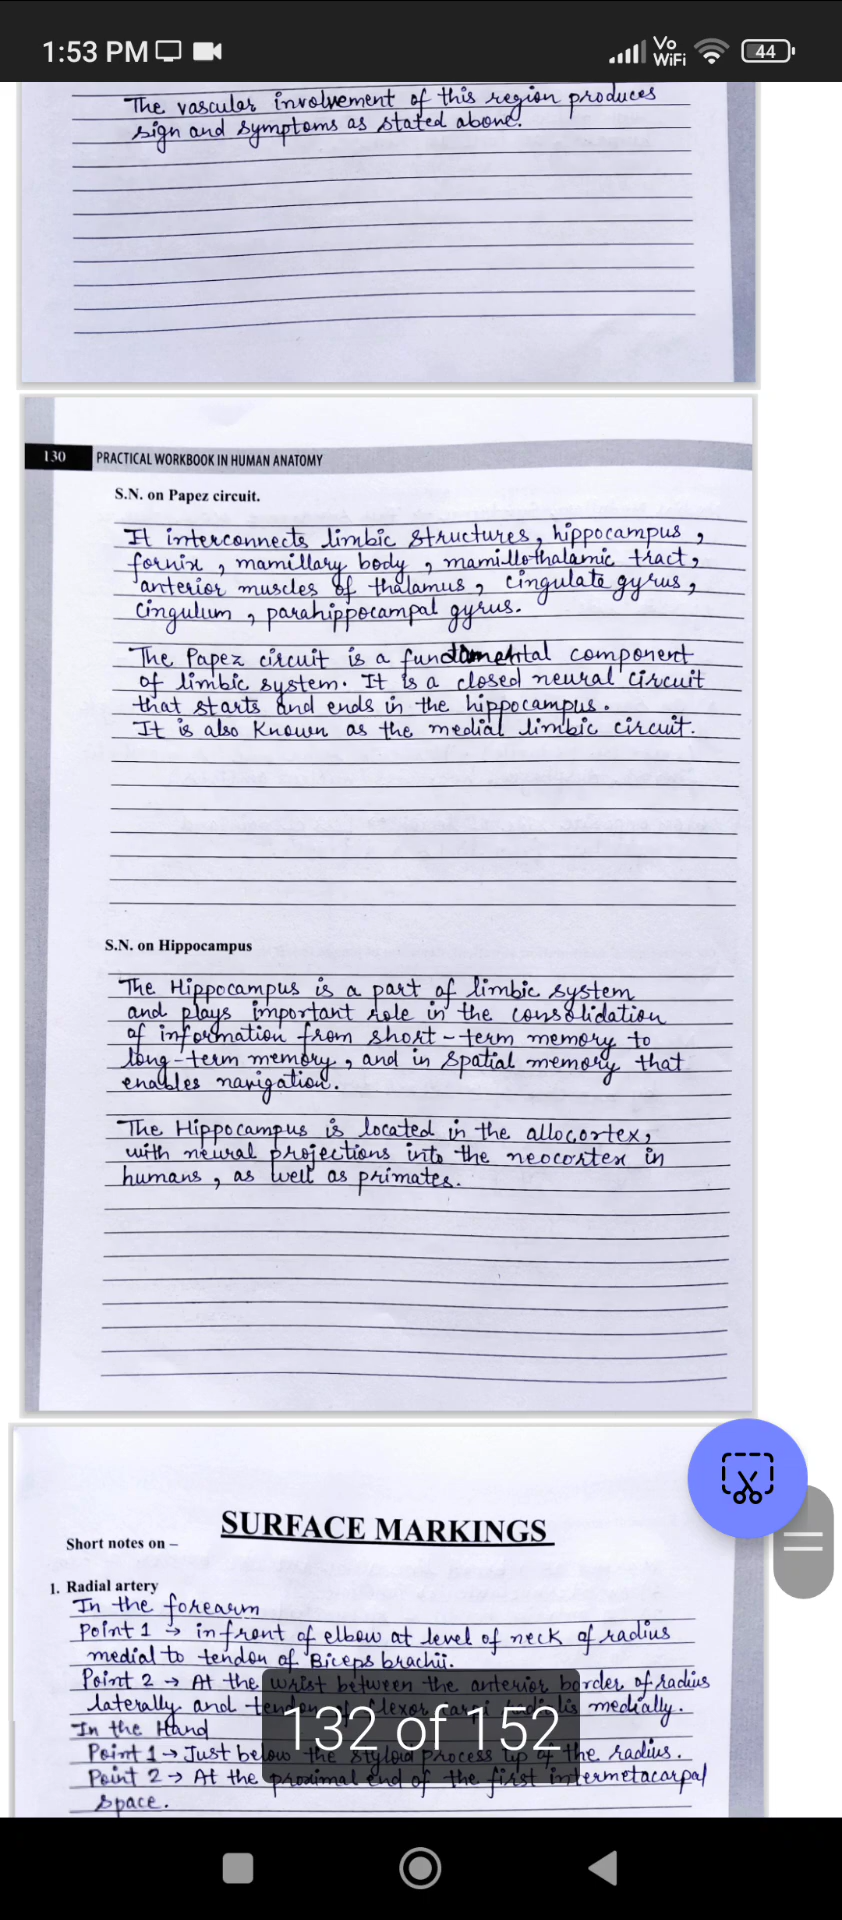 1:53 PM
Vo WiFi
44
The vascular involvement of this region produces
sign and symptoms as stated above.
130 PRACTICAL WORKBOOK IN HUMAN ANATOMY
S.N. on Papez circuit.
It interconnects limbic structures, hippocampus,
fornix, mamillary body, mamillothalamic tract,
anterior muscles of thalamus, cingulate gyrus,
Cingulum, parahippocampal gyrus.
The Papez circuit is a fundamental component
of limbic system. It is a closed neural circuit
that starts and ends in the hippocampus.
It is also known as the medial limbic circuit.
S.N. on Hippocampus
The Hippocampus is a part of limbic system
and plays important role in the consolidation
of information from short-term memory to
long-term memory, and in spatial memory that
enables navigation.
The Hippocampus is located in the allocortex,
with neural projections into the neocortex in
humans, as well as primates.
SURFACE MARKINGS
Short notes on –
1. Radial artery
In the forearm
Point 1 → in front of elbow at level of neck of radius
medial to tendon of Biceps brachii.
Point 2 → At the wrist between the anterior border of radius
laterally and tendon of flexor carpi radialis medially.
132 of 152
In the Hand
Point 1 → Just below the styloid process tip of the radius.
Point 2 → At the proximal end of the first intermetacarpal
space.